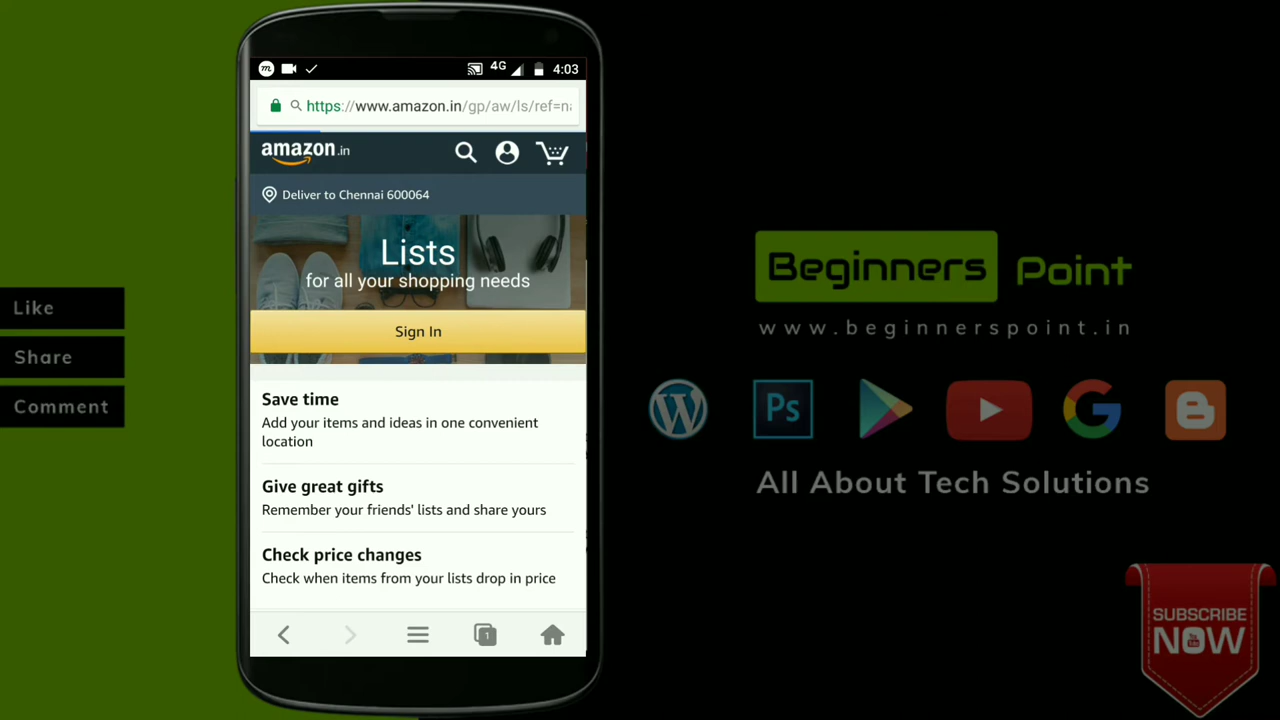 4G 4:03
https://www.amazon.in/gp/aw/ls/ref=n
amazon.in
Deliver to Chennai 600064
Lists
for all your shopping needs
Sign In
Save time
Add your items and ideas in one convenient
location
Give great gifts
Remember your friends' lists and share yours
Check price changes
Check when items from your lists drop in price
1
Like
Share
Comment
Beginners Point
www.beginnerspoint.in
Ps
All About Tech Solutions
SUBSCRIBE
NOW